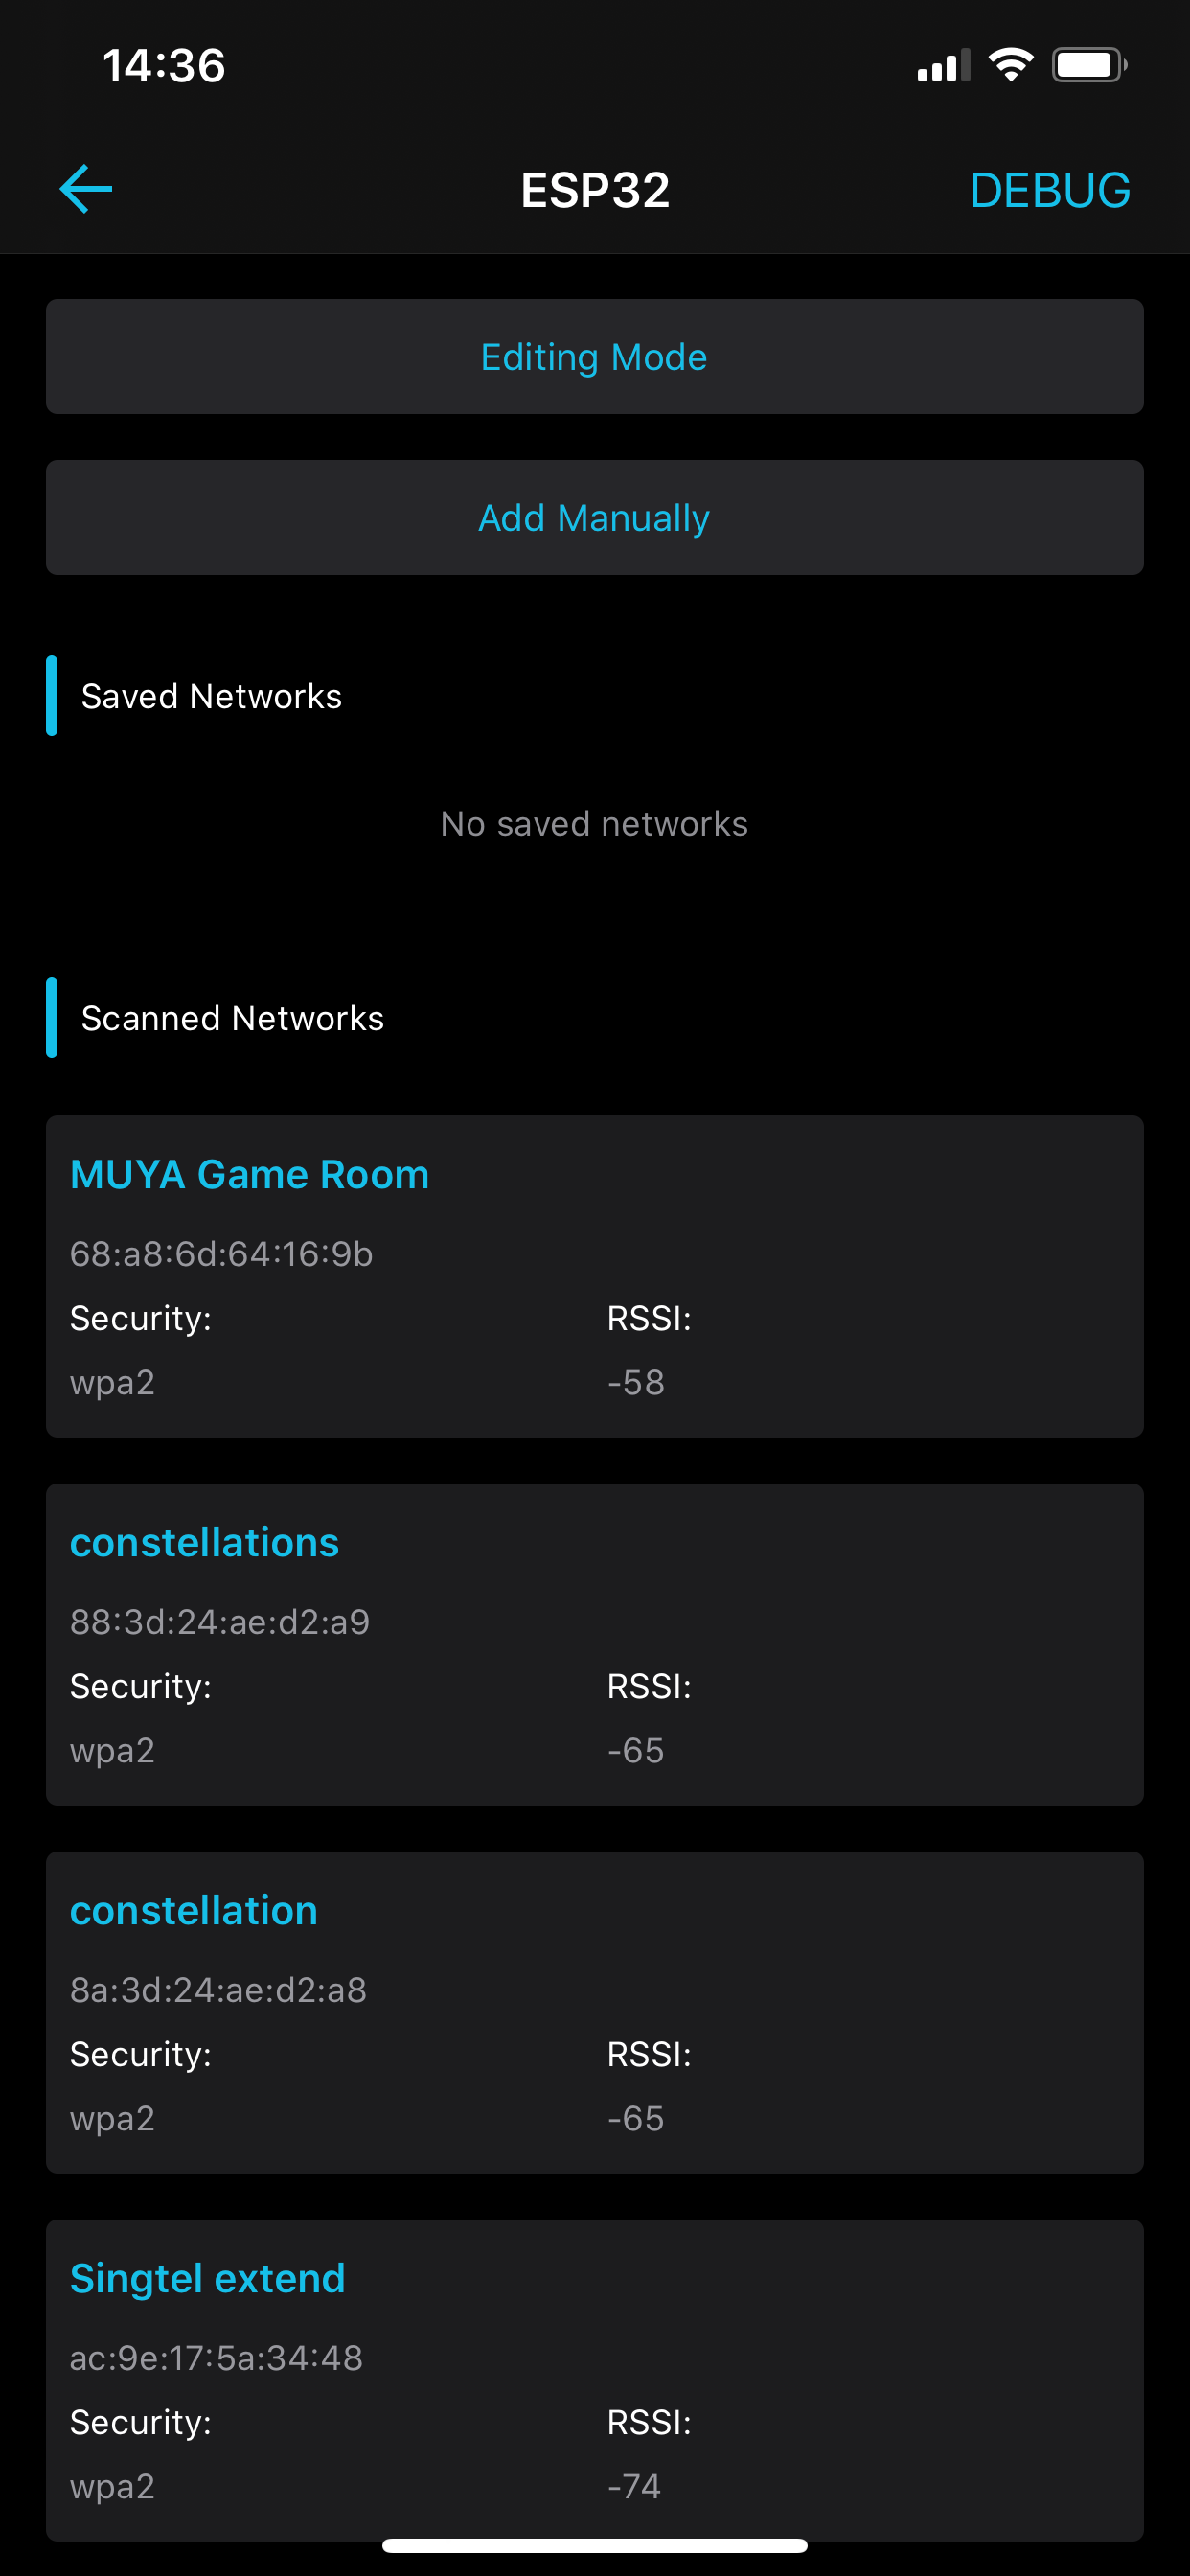 14:36
ESP32 DEBUG
Editing Mode
Add Manually
Saved Networks
No saved networks
Scanned Networks
MUYA Game Room
68:a8:6d:64:16:9b
Security: RSSI:
wpa2 -58
constellations
88:3d:24:ae:d2:a9
Security: RSSI:
wpa2 -65
constellation
8a:3d:24:ae:d2:a8
Security: RSSI:
wpa2 -65
Singtel extend
ac:9e:17:5a:34:48
Security: RSSI:
wpa2 -74